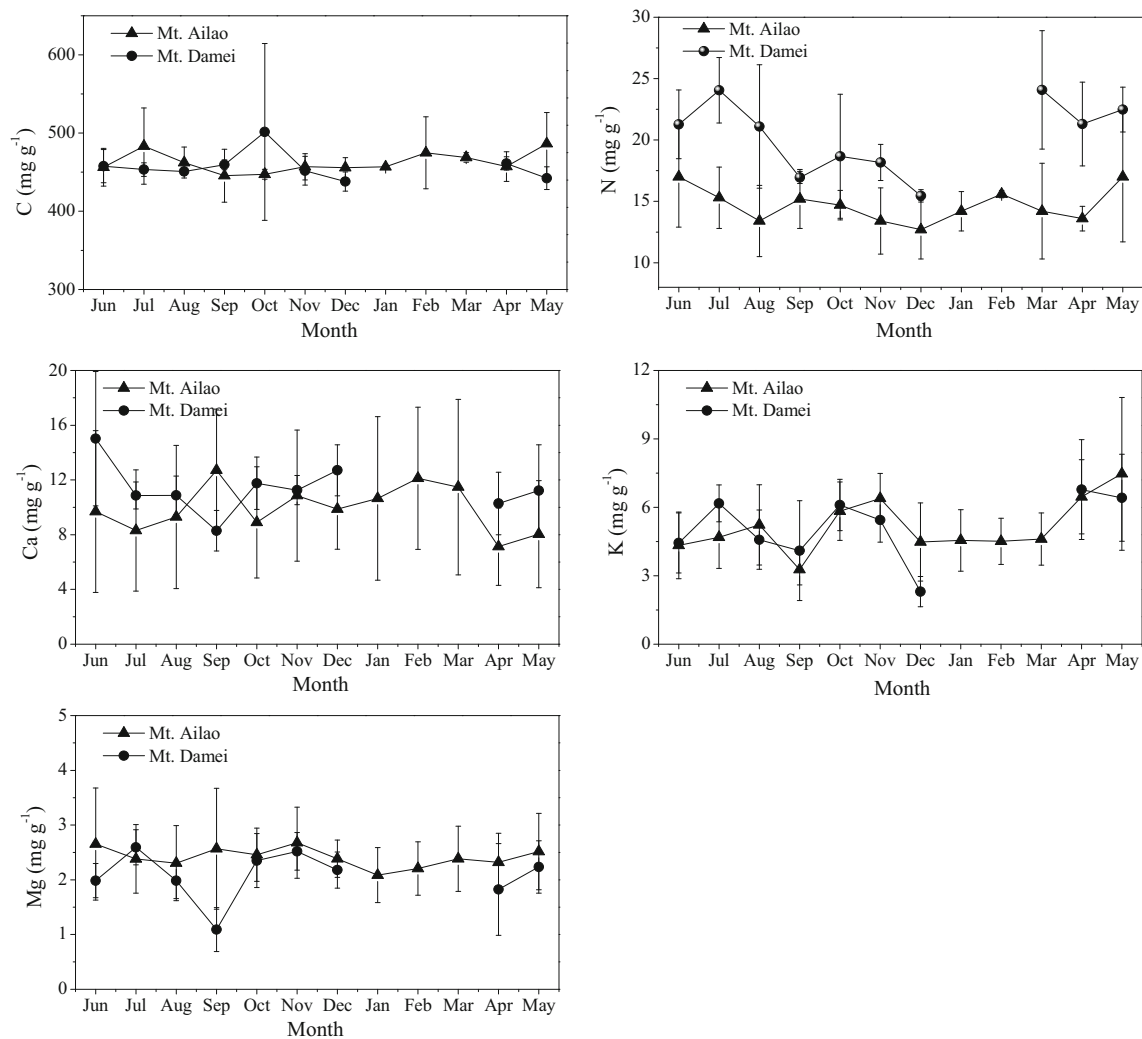 Mt. Ailao
Mt. Damei
C (mg g-1)
600
500
400
300
Jun Jul Aug Sep Oct Nov Dec Jan Feb Mar Apr May
Month
Mt. Ailao
Mt. Damei
N (mg g-1)
30
25
20
15
10
Jun Jul Aug Sep Oct Nov Dec Jan Feb Mar Apr May
Month
Mt. Ailao
Mt. Damei
Ca (mg g-1)
20
16
12
8
4
0
Jun Jul Aug Sep Oct Nov Dec Jan Feb Mar Apr May
Month
Mt. Ailao
Mt. Damei
K (mg g-1)
12
9
6
3
0
Jun Jul Aug Sep Oct Nov Dec Jan Feb Mar Apr May
Month
Mt. Ailao
Mt. Damei
Mg (mg g-1)
5
4
3
2
1
0
Jun Jul Aug Sep Oct Nov Dec Jan Feb Mar Apr May
Month